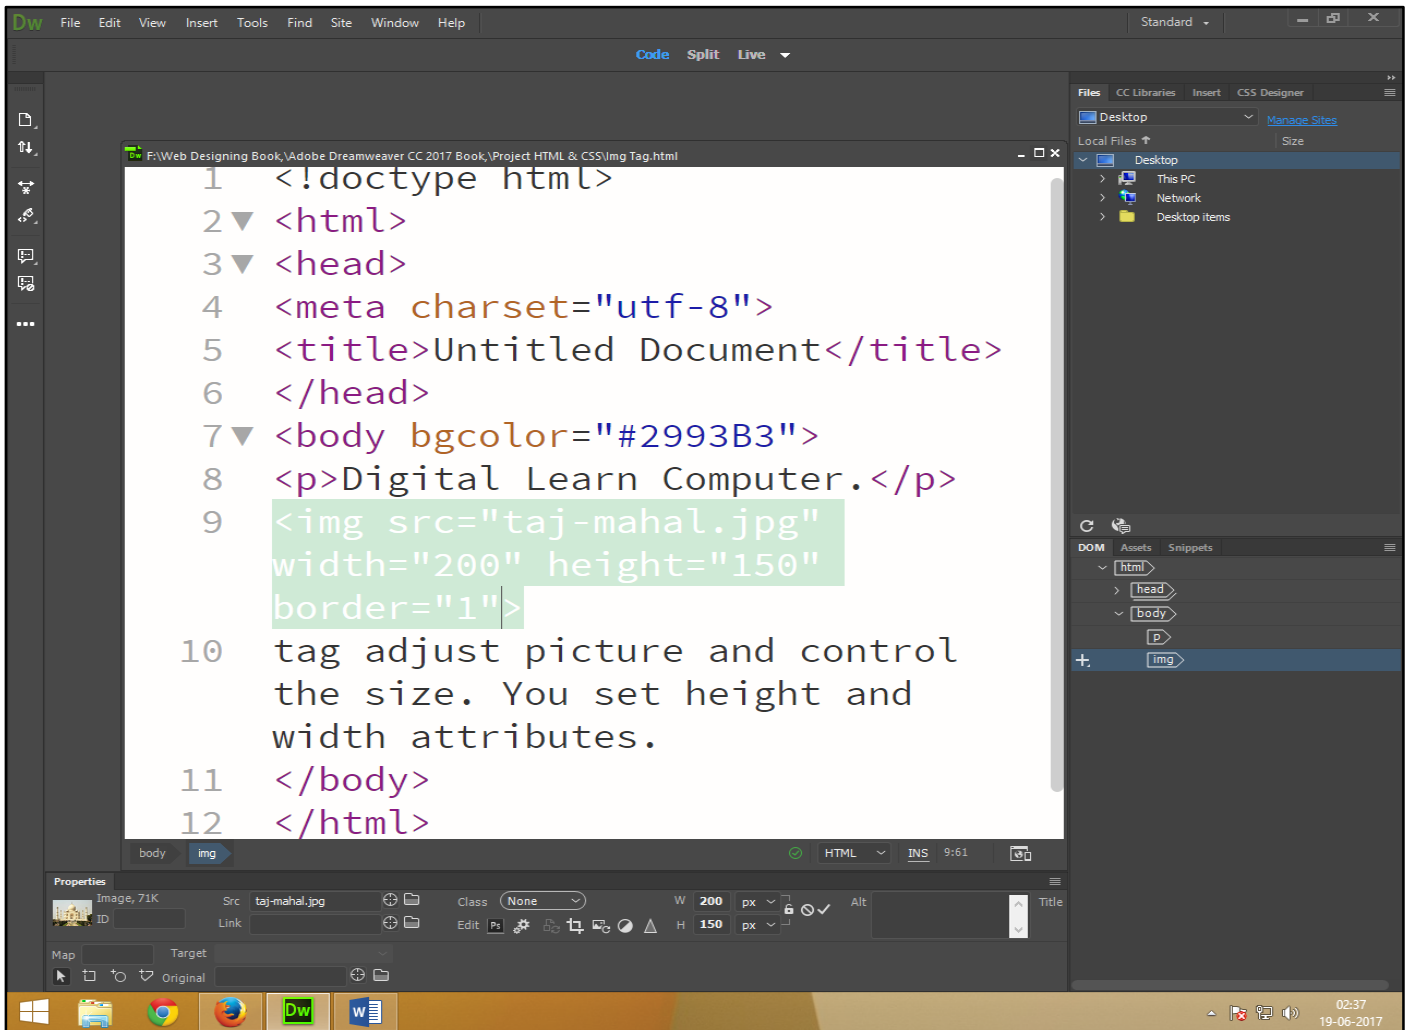 Dw File Edit View Insert Tools Find Site Window Help Standard
Code Split Live
Files CC Libraries Insert CSS Designer
Desktop Manage Sites
Local Files Size
Desktop
This PC
Network
Desktop items
F:\Web Designing Book,\Adobe Dreamweaver CC 2017 Book,\Project HTML & CSS\Img Tag.html
1 <!doctype html>
2 <html>
3 <head>
4 <meta charset="utf-8">
5 <title>Untitled Document</title>
6 </head>
7 <body bgcolor="#2993B3">
8 <p>Digital Learn Computer.</p>
9 <img src="taj-mahal.jpg"
width="200" height="150"
border="1">
10 tag adjust picture and control
the size. You set height and
width attributes.
11 </body>
12 </html>
DOM Assets Snippets
html
head
body
p
img
body img HTML INS 9:61
Properties
Image, 71K Src taj-mahal.jpg Class None W 200 px Alt Title
ID Link Edit Ps H 150 px
Map Target
Original
Dw W 02:37
19-06-2017